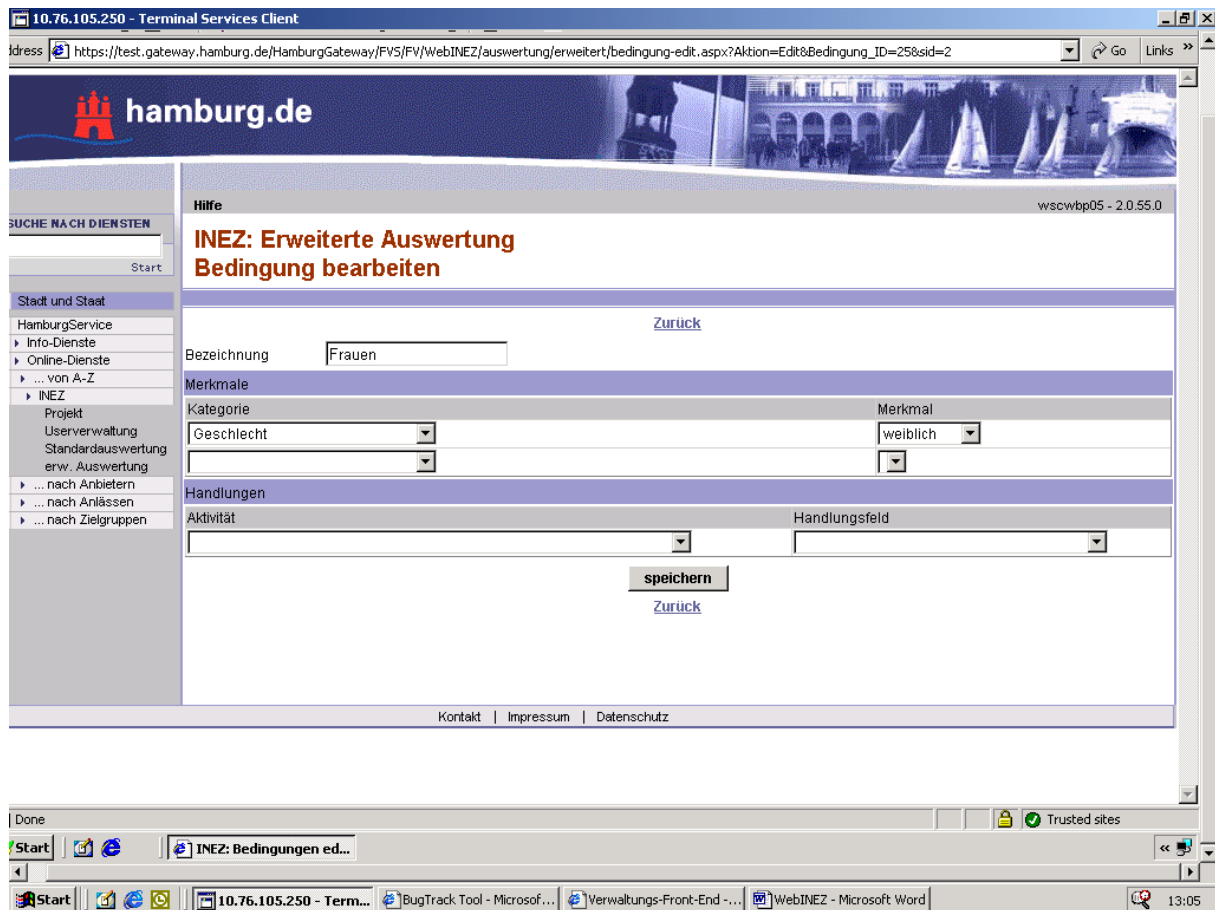 10.76.105.250 - Terminal Services Client
ddress https://test.gateway.hamburg.de/HamburgGateway/FVS/FV/WebINEZ/auswertung/erweitert/bedingung-edit.aspx?Aktion=Edit&Bedingung_ID=25&sid=2 Go Links »
hamburg.de
Hilfe wscwbp05 - 2.0.55.0
SUCHE NACH DIENSTEN
Start
INEZ: Erweiterte Auswertung
Bedingung bearbeiten
Stadt und Staat
HamburgService
Info-Dienste
Online-Dienste
... von A-Z
INEZ
Projekt
Userverwaltung
Standardauswertung
erw. Auswertung
... nach Anbietern
... nach Anlässen
... nach Zielgruppen
Zurück
Bezeichnung Frauen
Merkmale
Kategorie Merkmal
Geschlecht weiblich
Handlungen
Aktivität Handlungsfeld
speichern
Zurück
Kontakt | Impressum | Datenschutz
Done Trusted sites
Start INEZ: Bedingungen ed... «
Start 10.76.105.250 - Term... BugTrack Tool - Microsof... Verwaltungs-Front-End -... WebINEZ - Microsoft Word 13:05